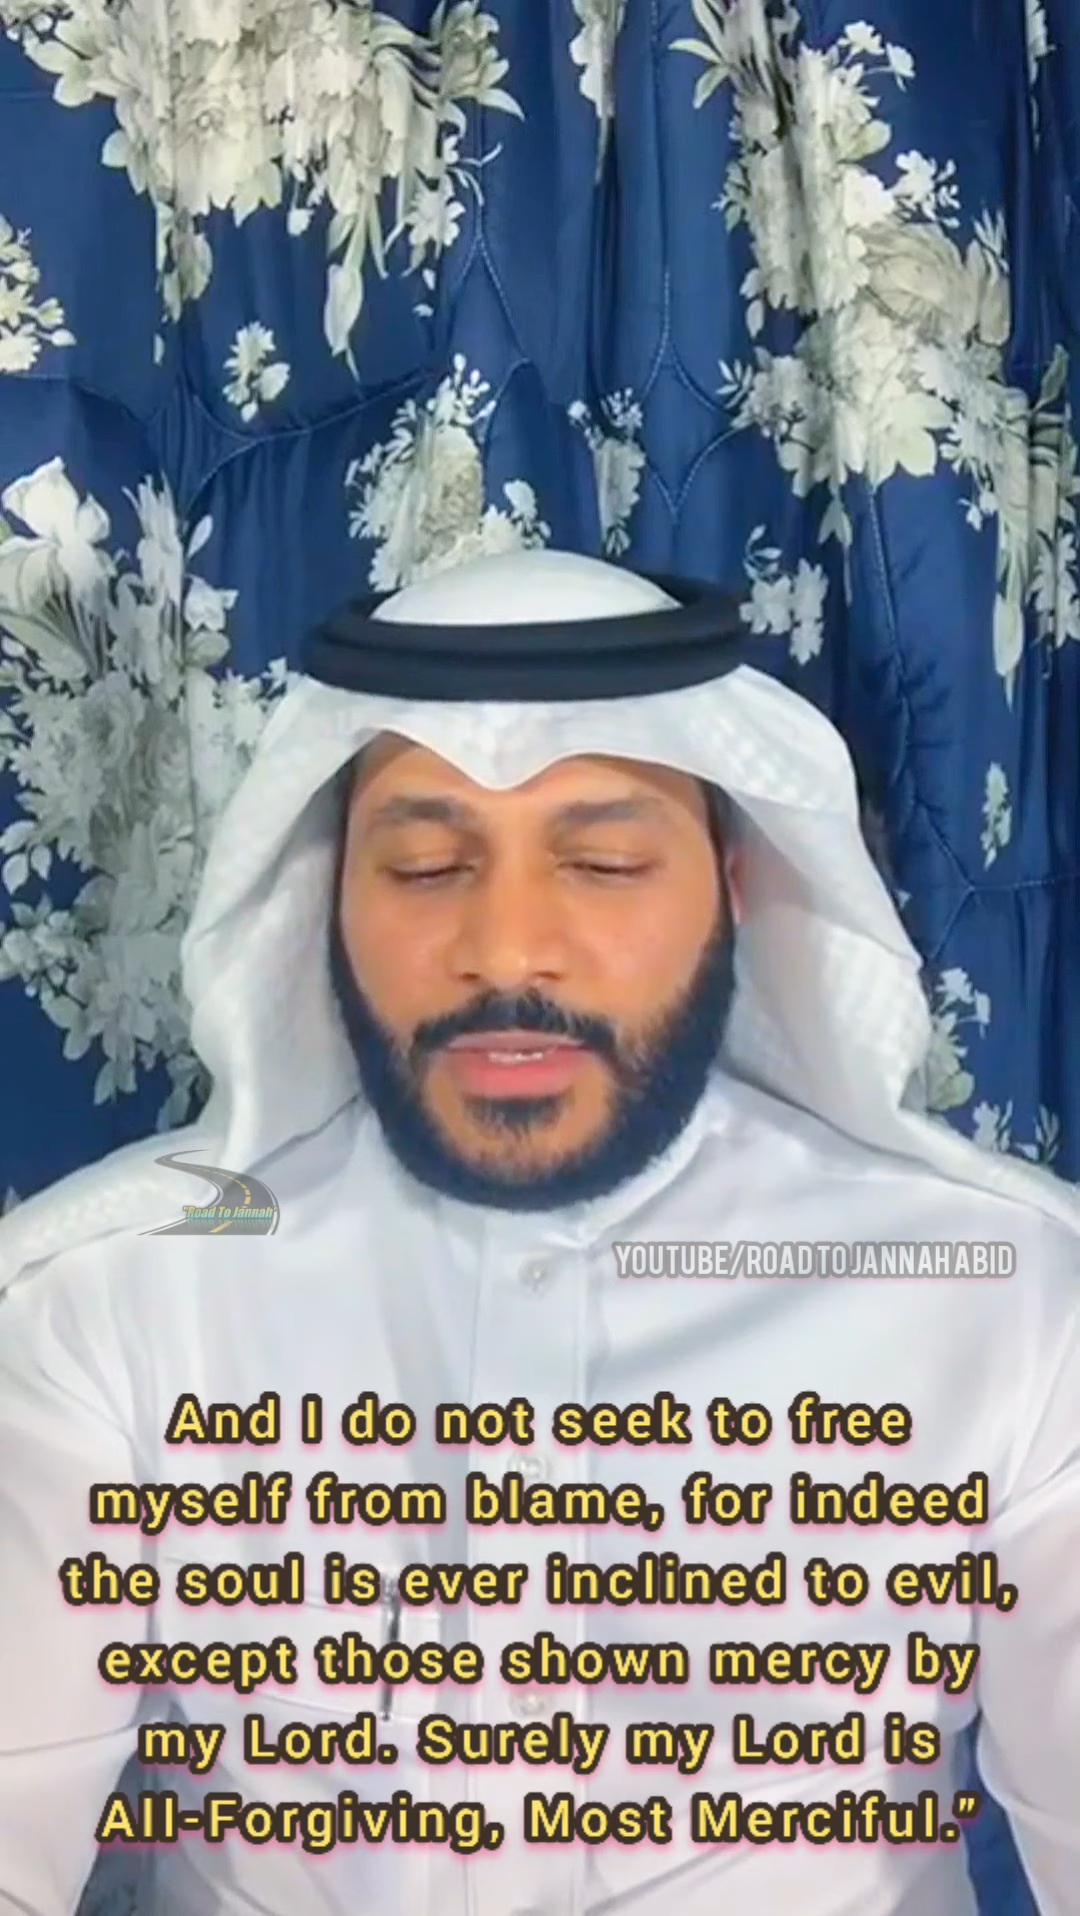 "Road To Jannah"
YOUTUBE/ROADTOJANNAHABID
And I do not seek to free
myself from blame, for indeed
the soul is ever inclined to evil,
except those shown mercy by
my Lord. Surely my Lord is
All-Forgiving, Most Merciful.”